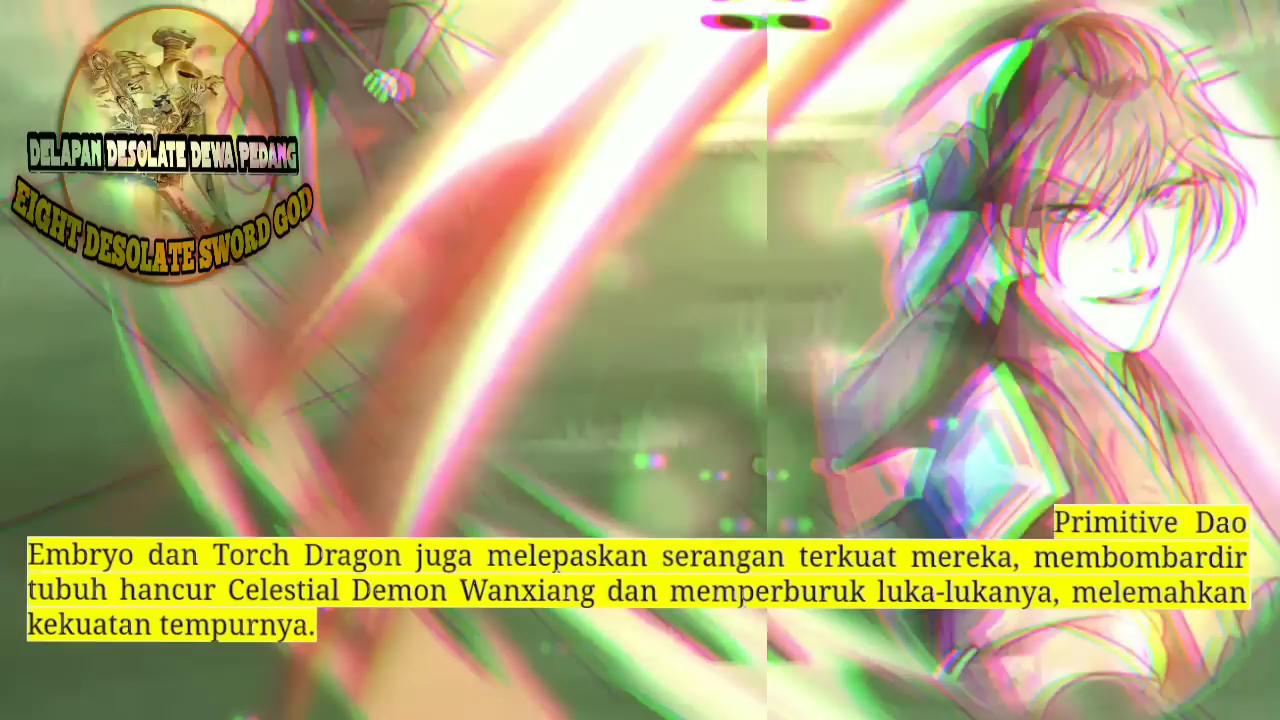 DELAPAN DESOLATE DEWA PEDANG
EIGHT DESOLATE SWORD GOD
Primitive Dao
Embryo dan Torch Dragon juga melepaskan serangan terkuat mereka, membombardir
tubuh hancur Celestial Demon Wanxiang dan memperburuk luka-lukanya, melemahkan
kekuatan tempurnya.